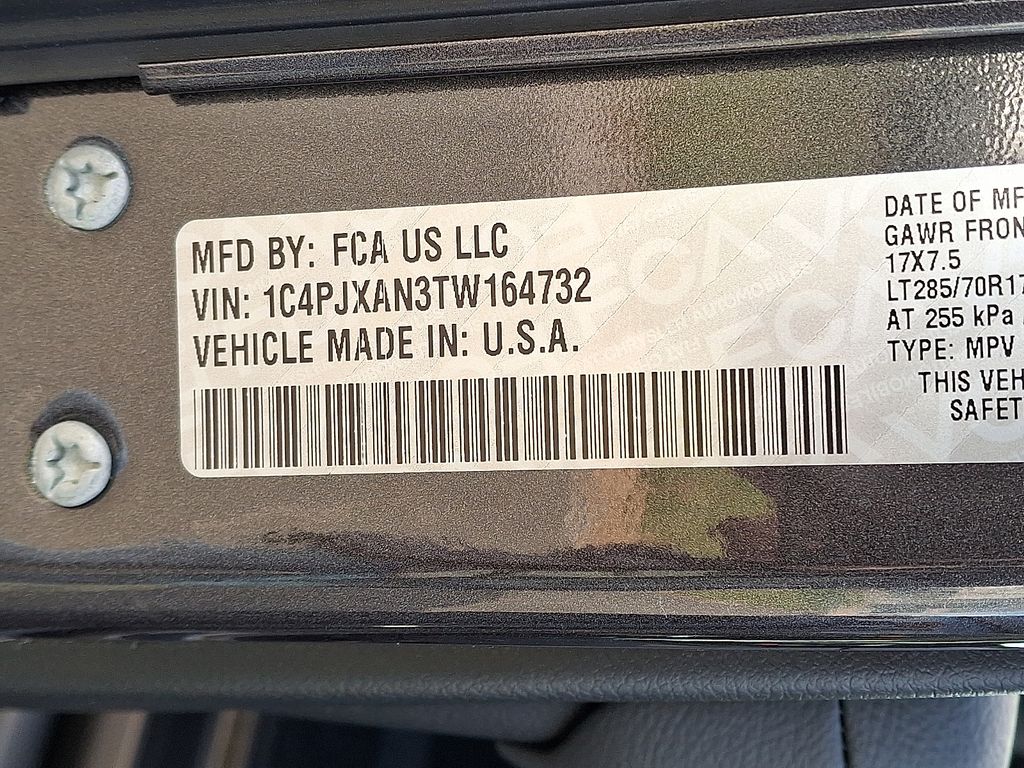 MFD BY: FCA US LLC
VIN: 1C4PJXAN3TW164732
VEHICLE MADE IN: U.S.A.
DATE OF MF
GAWR FRON
17X7.5
LT285/70R17
AT 255 kPa
TYPE: MPV
THIS VEH
SAFET